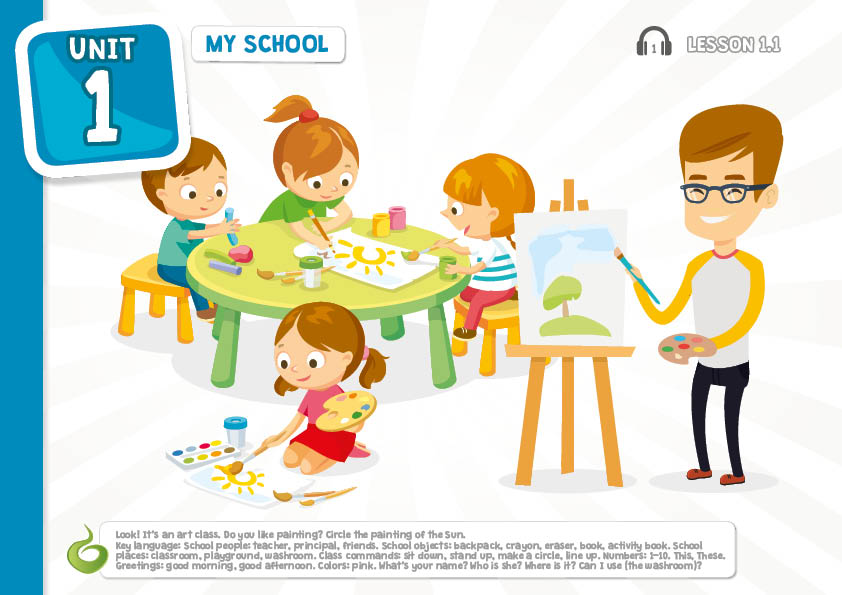 UNIT
1
MY SCHOOL
1
LESSON 1.1
Look! It's an art class. Do you like painting? Circle the painting of the Sun.
Key language: School people: teacher, principal, friends. School objects: backpack, crayon, eraser, book, activity book. School
places: classroom, playground, washroom. Class commands: sit down, stand up, make a circle, line up. Numbers: 1-10. This, These.
Greetings: good morning, good afternoon. Colors: pink. What's your name? Who is she? Where is it? Can I use (the washroom)?